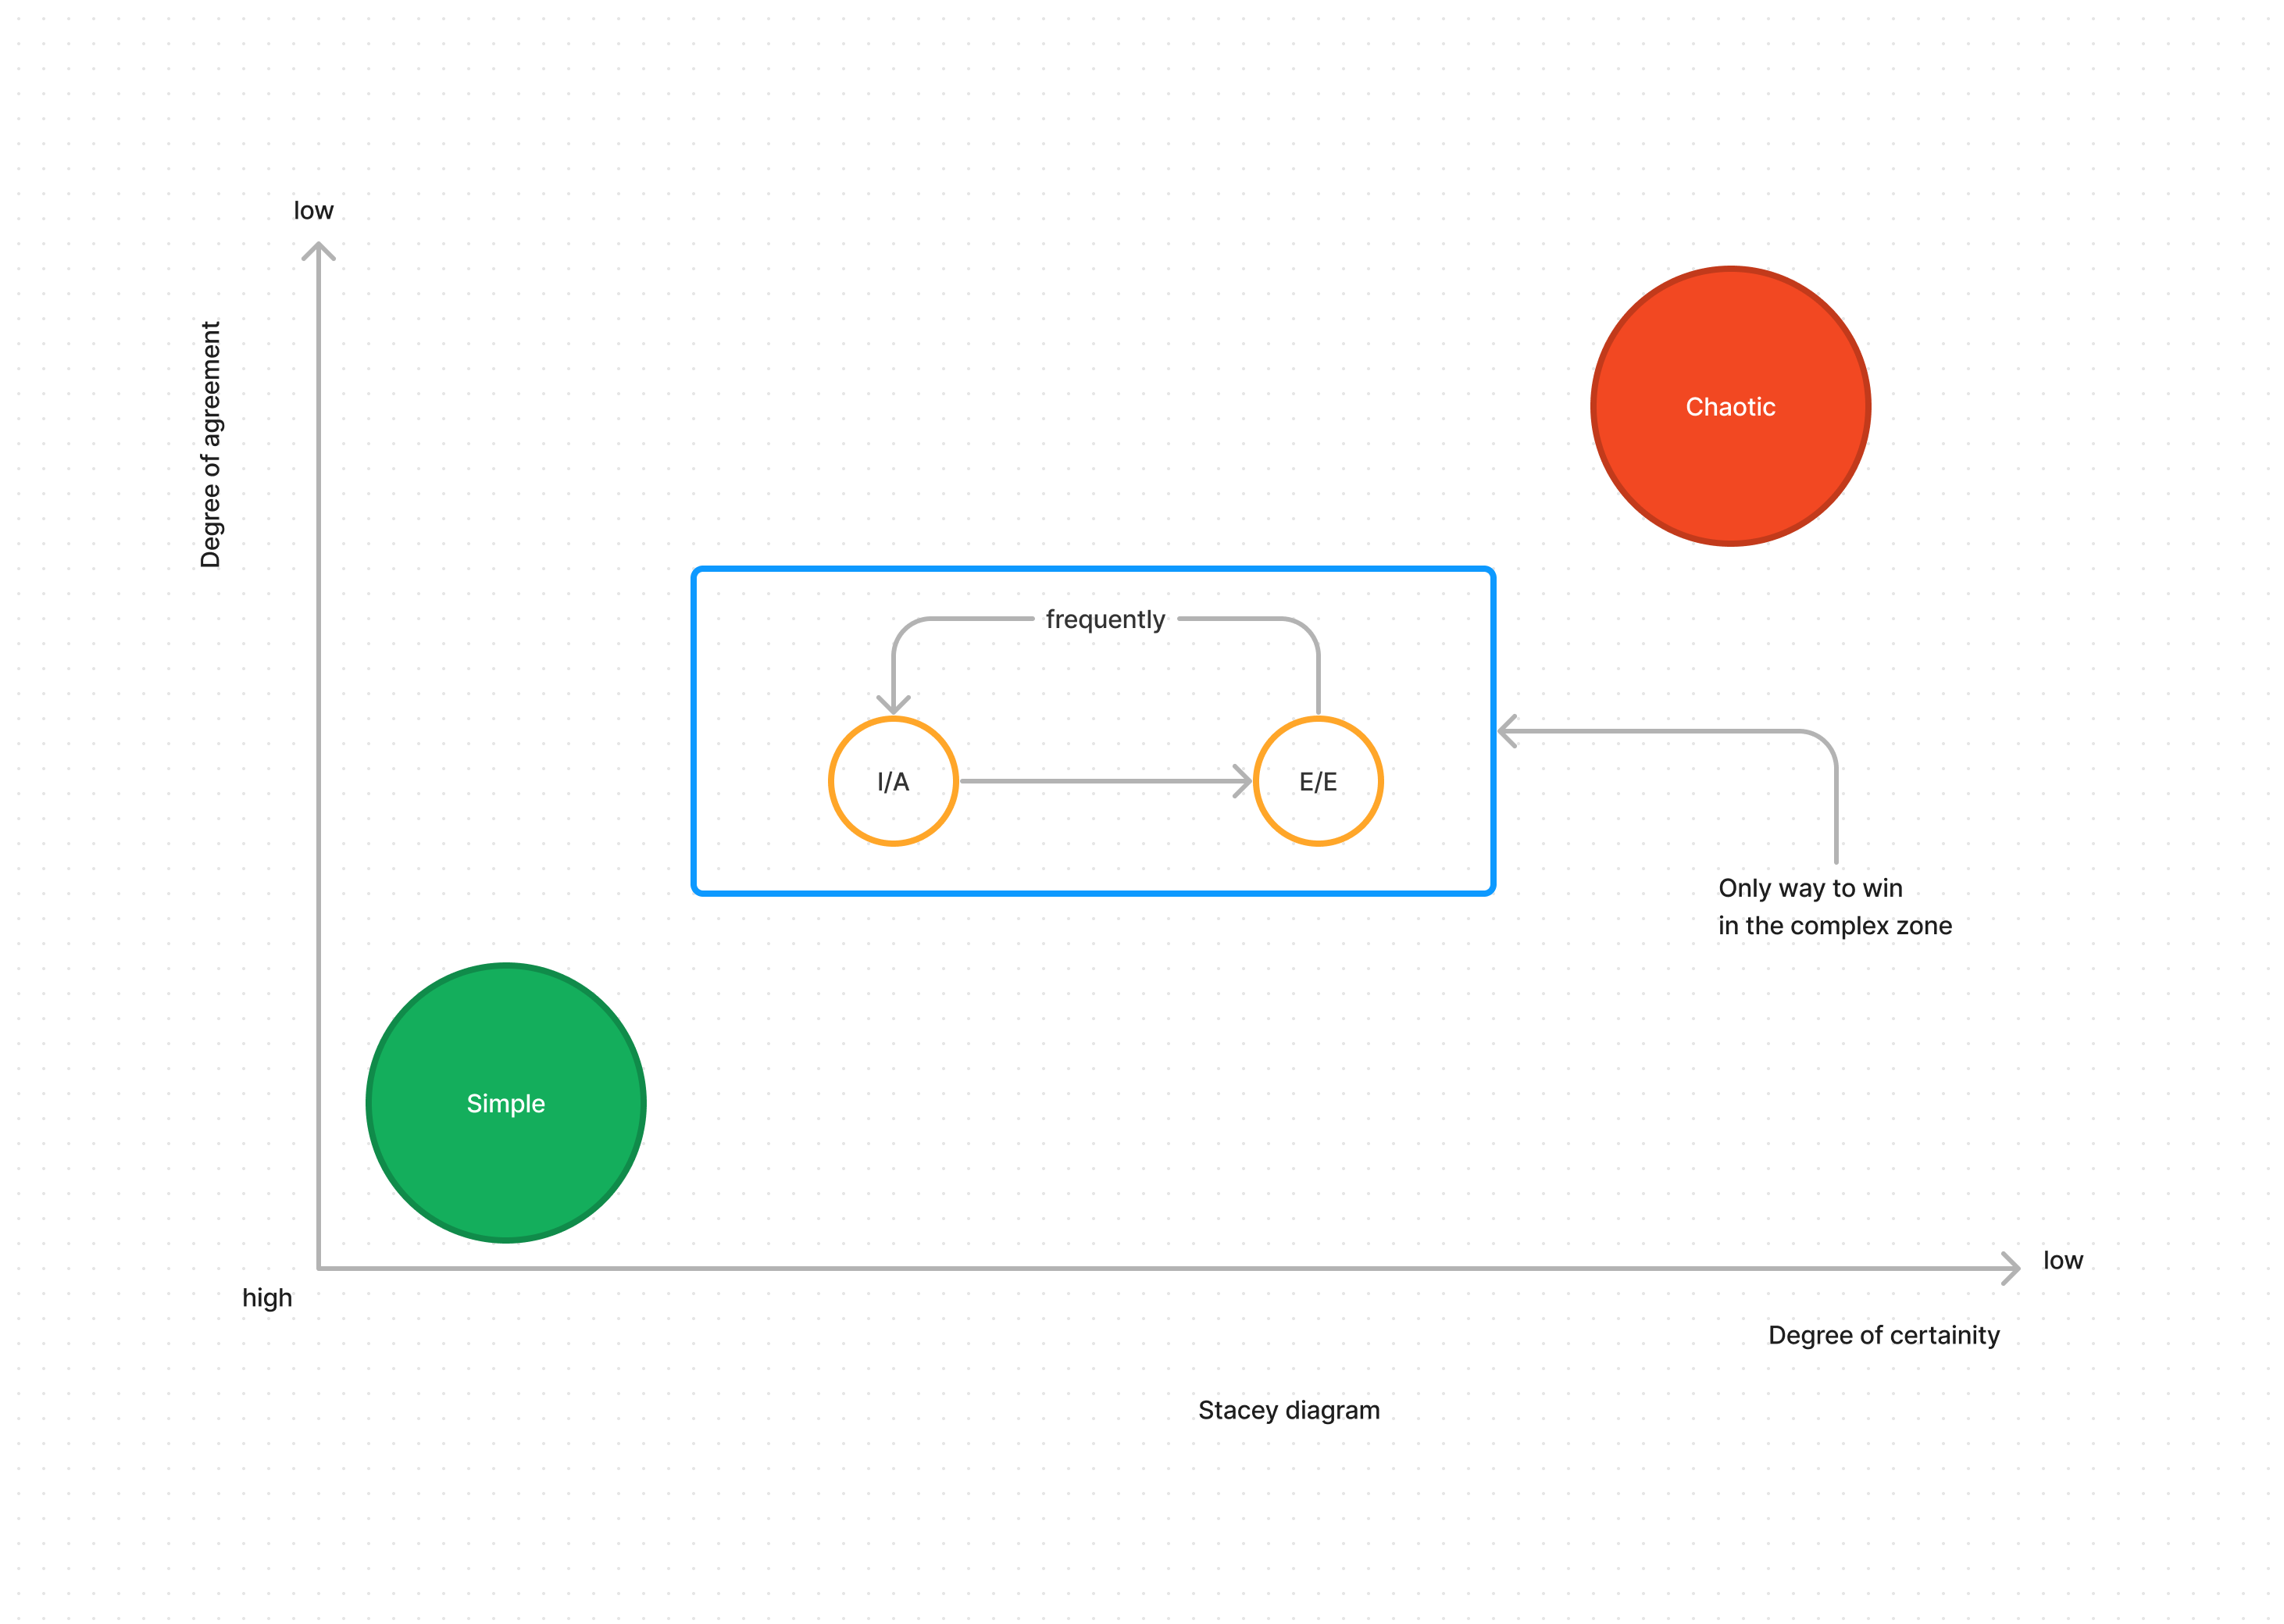 low
Degree of agreement
Chaotic
frequently
I/A
E/E
Only way to win
in the complex zone
Simple
low
high
Degree of certainity
Stacey diagram